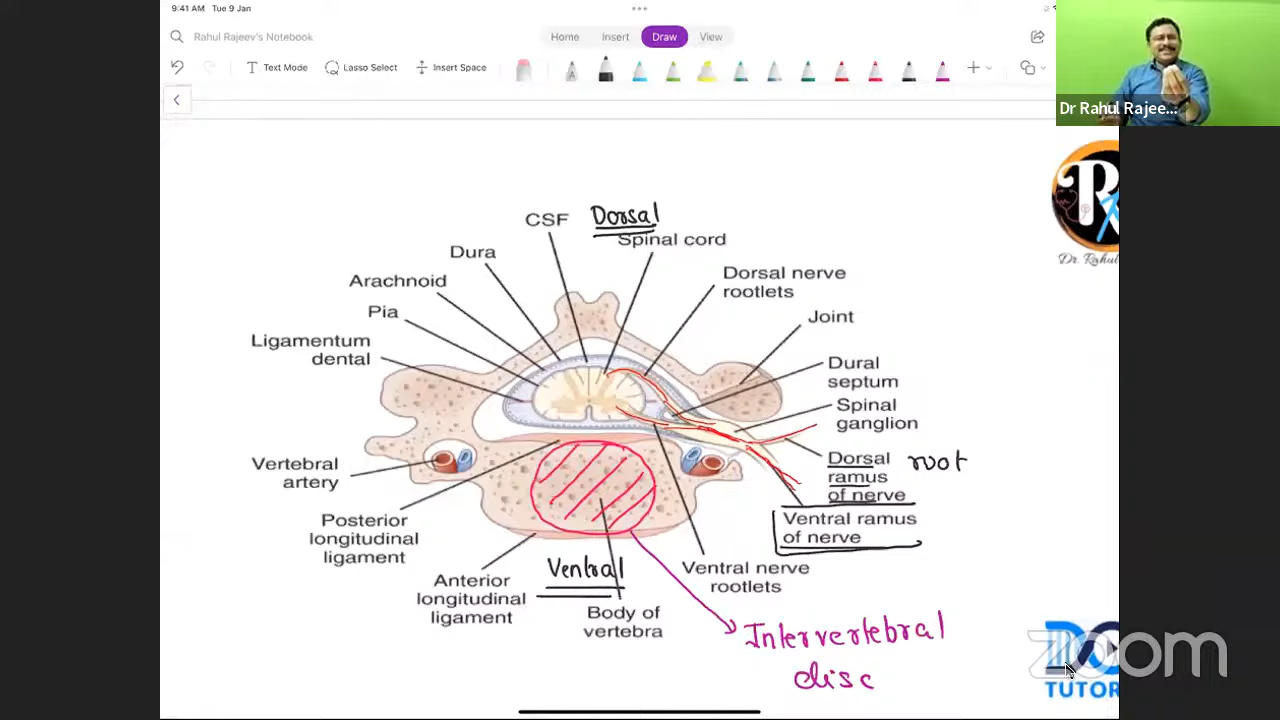 9:41 AM Tue 9 Jan
Rahul Rajeev's Notebook
Home Insert Draw View
Text Mode Lasso Select Insert Space
Dr Rahul Rajee...
CSF
Dorsal
Spinal cord
Dura
Dorsal nerve
rootlets
Arachnoid
Pia
Joint
Ligamentum
dental
Dural
septum
Spinal
ganglion
Vertebral
artery
Dorsal root
ramus
of nerve
Ventral ramus
of nerve
Posterior
longitudinal
ligament
Anterior
longitudinal
ligament
Ventral
Ventral nerve
rootlets
Body of
vertebra
Intervertebral
disc
Dr. Rahul
zoom
TUTOR